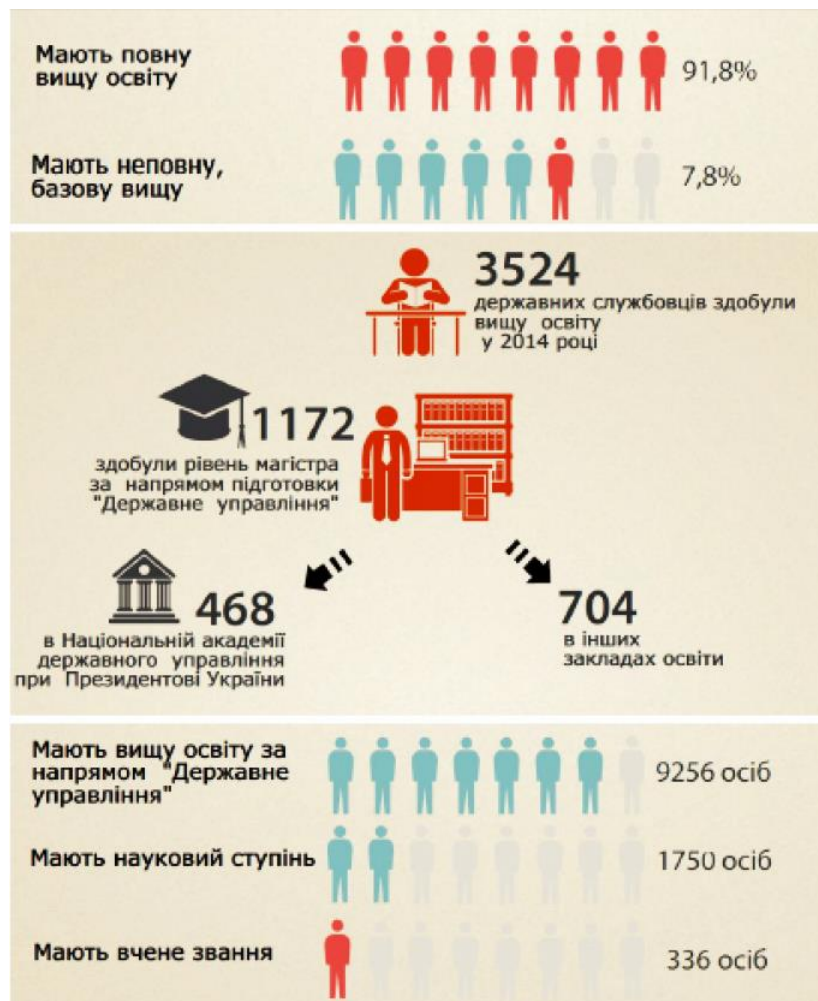 Мають повну
вищу освіту
91,8%
Мають неповну,
базову вищу
7,8%
3524
державних службовців здобули
вищу освіту
у 2014 році
1172
здобули рівень магістра
за напрямом підготовки
"Державне управління"
468
в Національній академії
державного управління
при Президентові України
704
в інших
закладах освіти
Мають вищу освіту за
напрямом "Державне
управління"
9256 осіб
Мають науковий ступінь
1750 осіб
Мають вчене звання
336 осіб